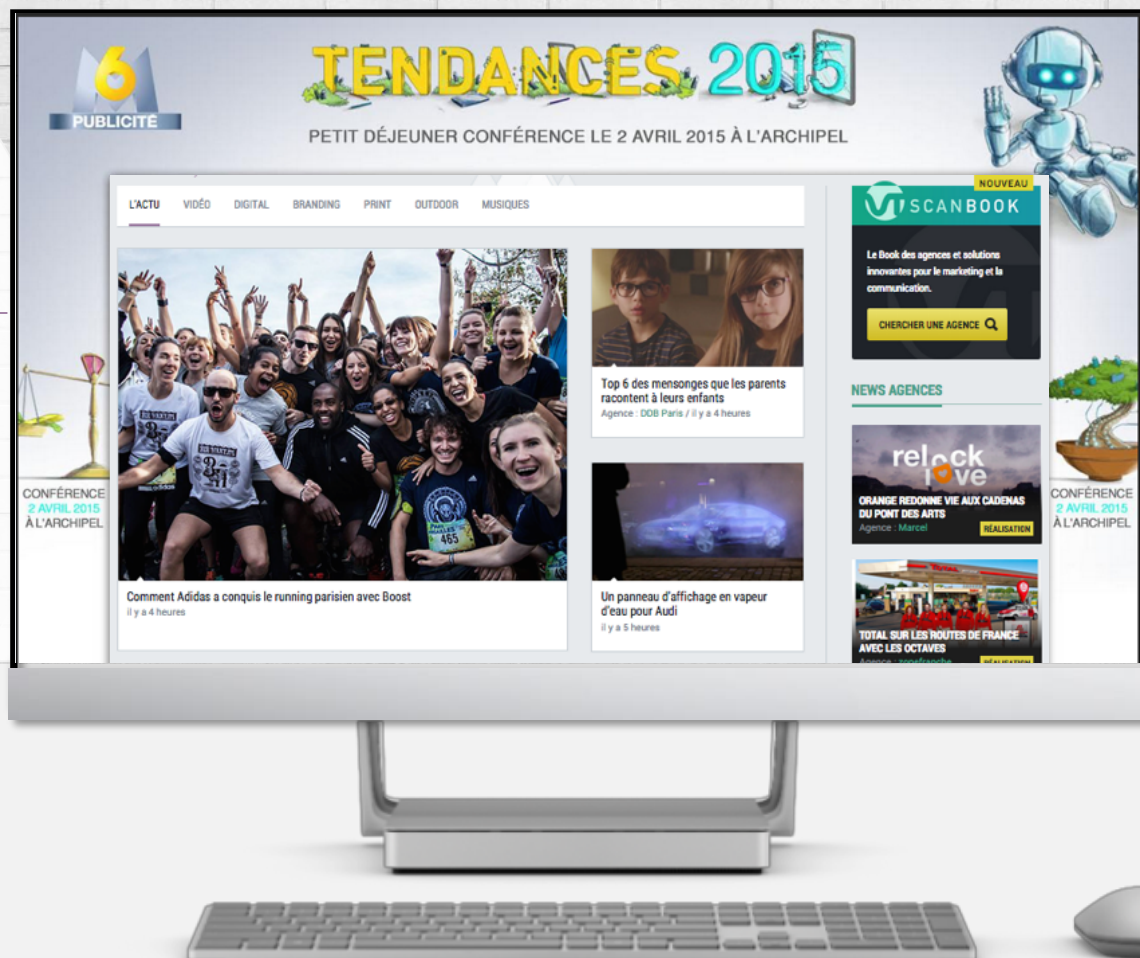 6
PUBLICITÉ
TENDANCES 2015
PETIT DÉJEUNER CONFÉRENCE LE 2 AVRIL 2015 À L'ARCHIPEL
L'ACTU VIDÉO DIGITAL BRANDING PRINT OUTDOOR MUSIQUES
465
Comment Adidas a conquis le running parisien avec Boost
il y a 4 heures
Top 6 des mensonges que les parents
racontent à leurs enfants
Agence : DDB Paris / il y a 4 heures
Un panneau d'affichage en vapeur
d'eau pour Audi
il y a 5 heures
NOUVEAU
SCANBOOK
Le Book des agences et solutions
innovantes pour le marketing et la
communication.
CHERCHER UNE AGENCE
NEWS AGENCES
relock
love
ORANGE REDONNE VIE AUX CADENAS
DU PONT DES ARTS
Agence : Marcel
RÉALISATION
TOTAL
TOTAL SUR LES ROUTES DE FRANCE
AVEC LES OCTAVES
Agence : zonefranche
RÉALISATION
CONFÉRENCE
2 AVRIL 2015
À L'ARCHIPEL
CONFÉRENCE
2 AVRIL 2015
À L'ARCHIPEL